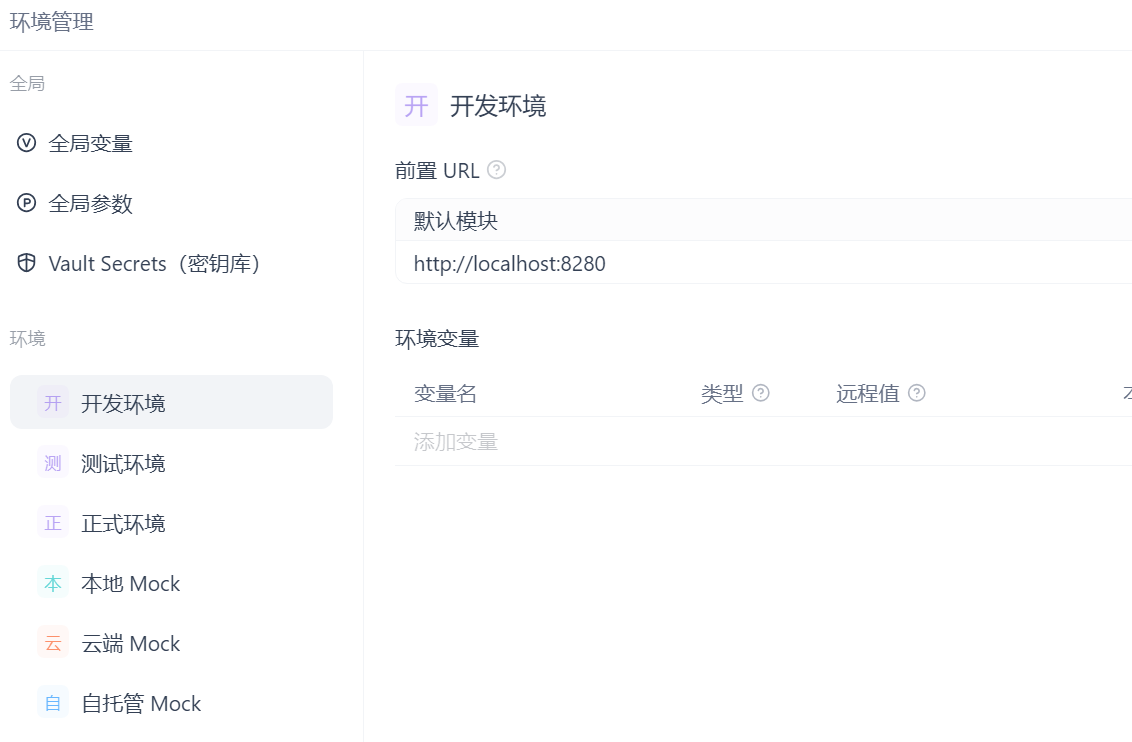 环境管理
全局
全局变量
全局参数
Vault Secrets（密钥库）
环境
开 开发环境
测 测试环境
正 正式环境
本 本地 Mock
云 云端 Mock
自 自托管 Mock
开 开发环境
前置 URL
默认模块
http://localhost:8280
环境变量
变量名 类型 远程值
添加变量